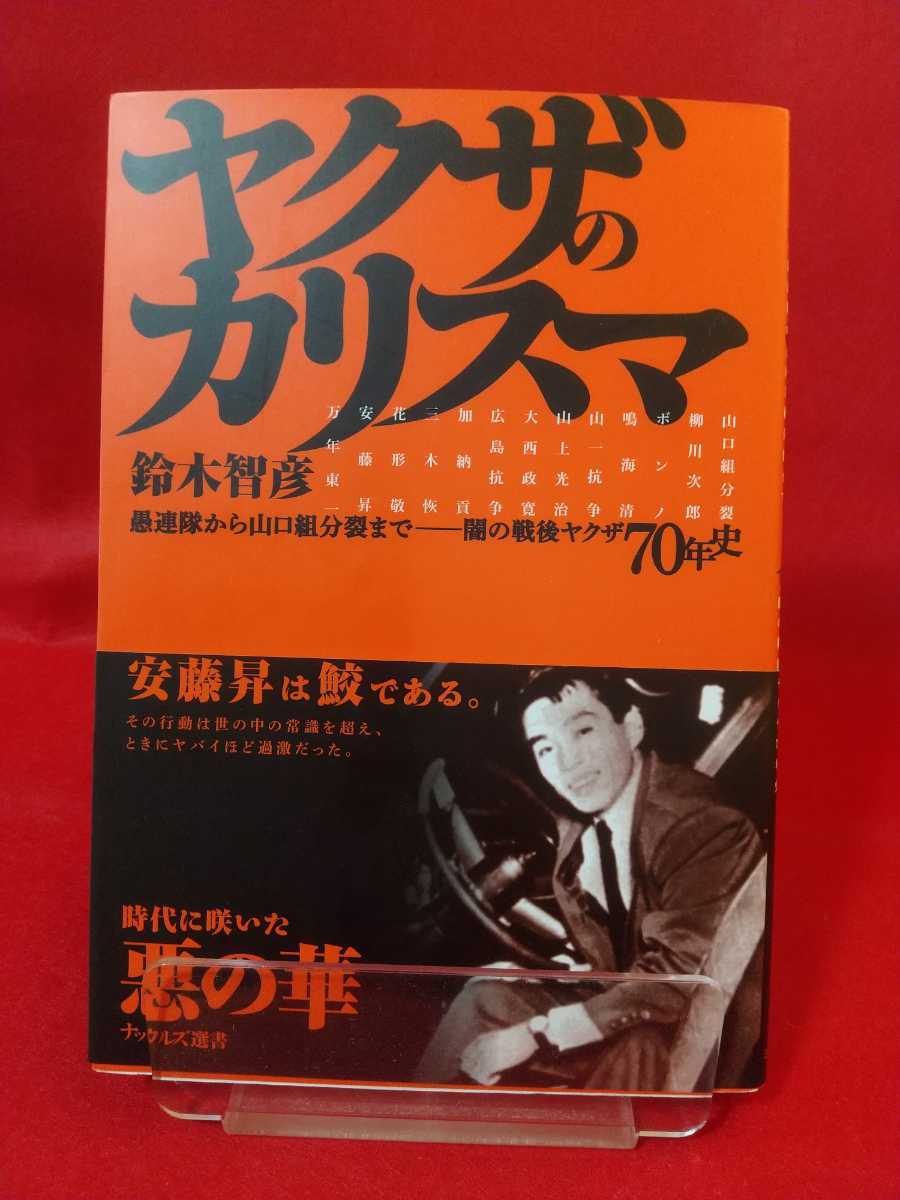 ヤクザの
カリスマ
山口組分裂
柳川次郎
ボンノ
鳴海清
山一抗争
山上光治
大西政寛
広島抗争
加納貢
三木恢
花形敬
安藤昇
万年東一
鈴木智彦
愚連隊から山口組分裂まで──闇の戦後ヤクザ70年史
安藤昇は鮫である。
その行動は世の中の常識を超え、
ときにヤバイほど過激だった。
時代に咲いた
悪の華
ナックルズ選書